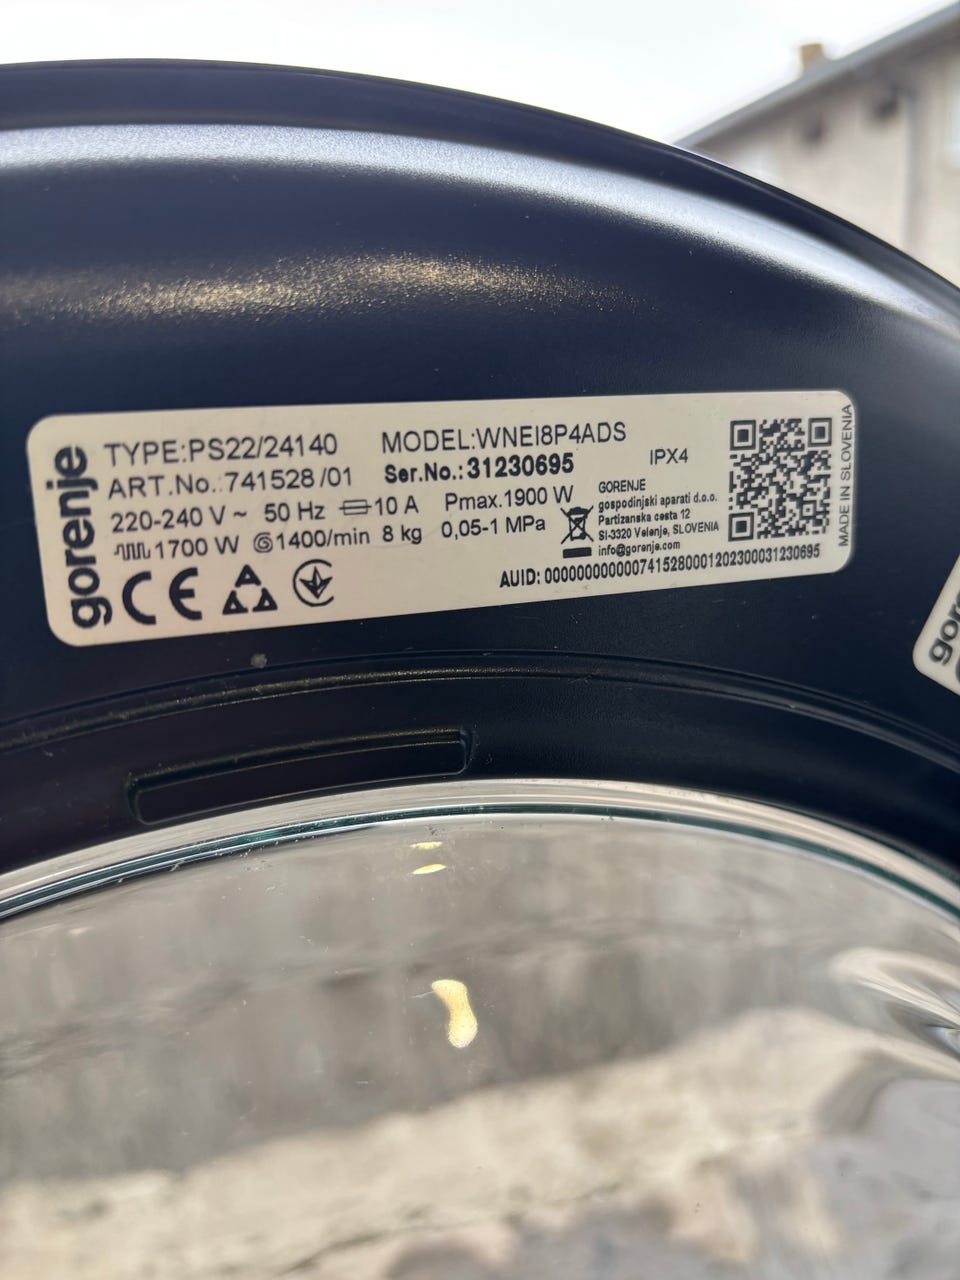 gorenje
TYPE:PS22/24140 MODEL:WNEI8P4ADS
ART.No.:741528/01 Ser.No.:31230695 IPX4
220-240 V ~ 50 Hz 10 A Pmax.1900 W
1700 W 1400/min 8 kg 0,05-1 MPa
GORENJE
gospodinjski aparati d.o.o.
Partizanska cesta 12
SI-3320 Velenje, SLOVENIA
info@gorenje.com
CE
AUID: 0000000000007415280001202300031230695
MADE IN SLOVENIA